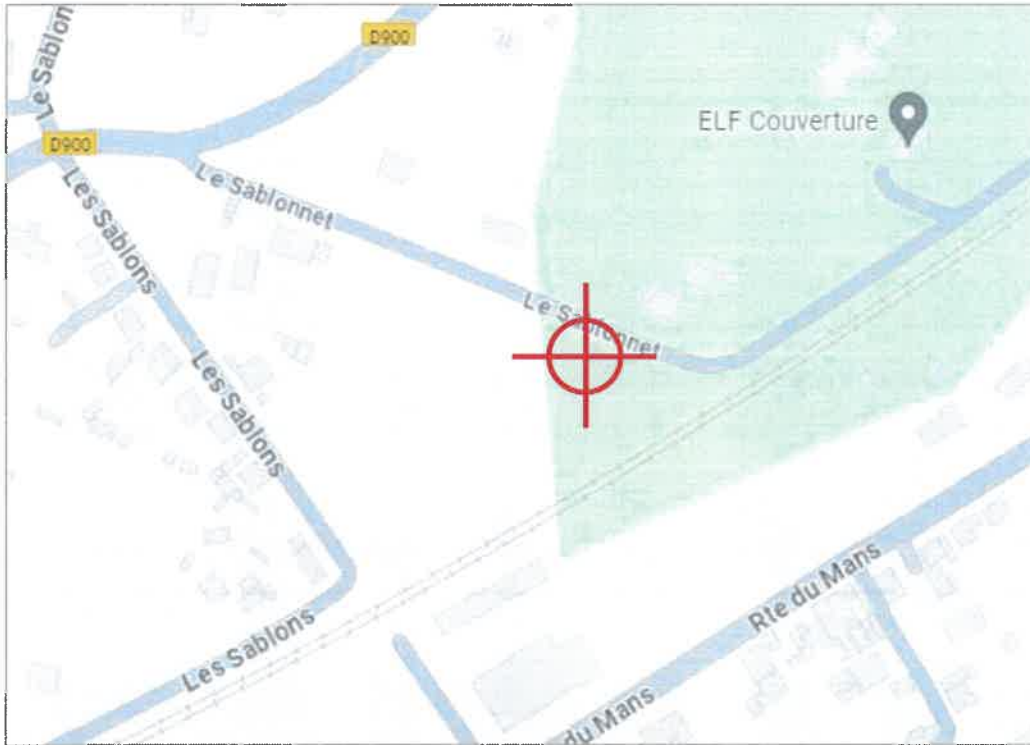 Le Sablon
D900
D900
ELF Couverture
Le Sablonnet
Les Sablons
Le Sablonnet
Les Sablons
Les Sablons
Rte du Mans
du Mans